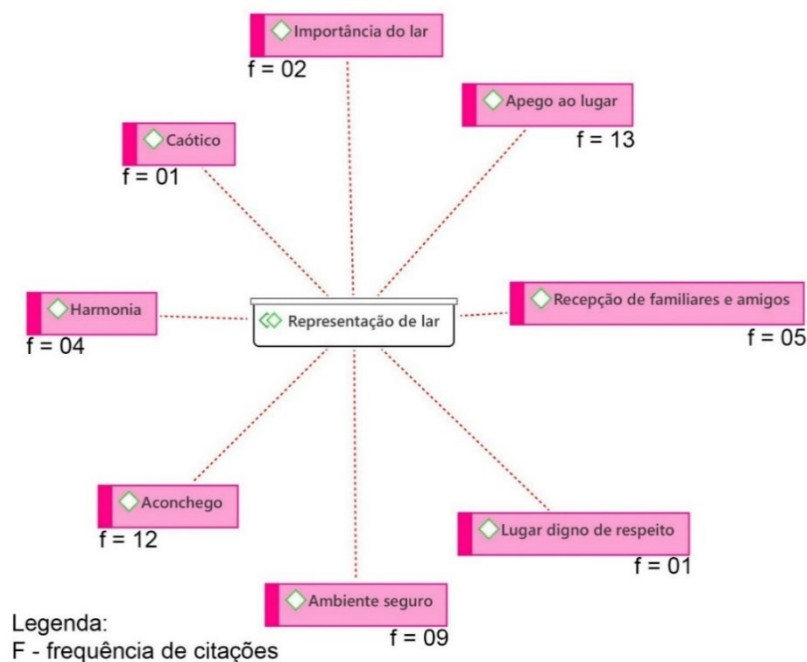 Importância do lar
f = 02
Apego ao lugar
f = 13
Caótico
f = 01
Harmonia
f = 04
Representação de lar
Recepção de familiares e amigos
f = 05
Aconchego
f = 12
Lugar digno de respeito
f = 01
Ambiente seguro
f = 09
Legenda:
F - frequência de citações